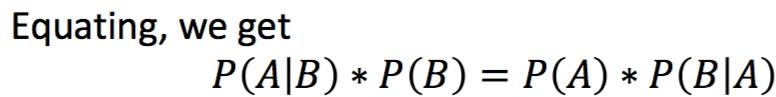 Equating, we get
P(A|B) * P(B) = P(A) * P(B|A)